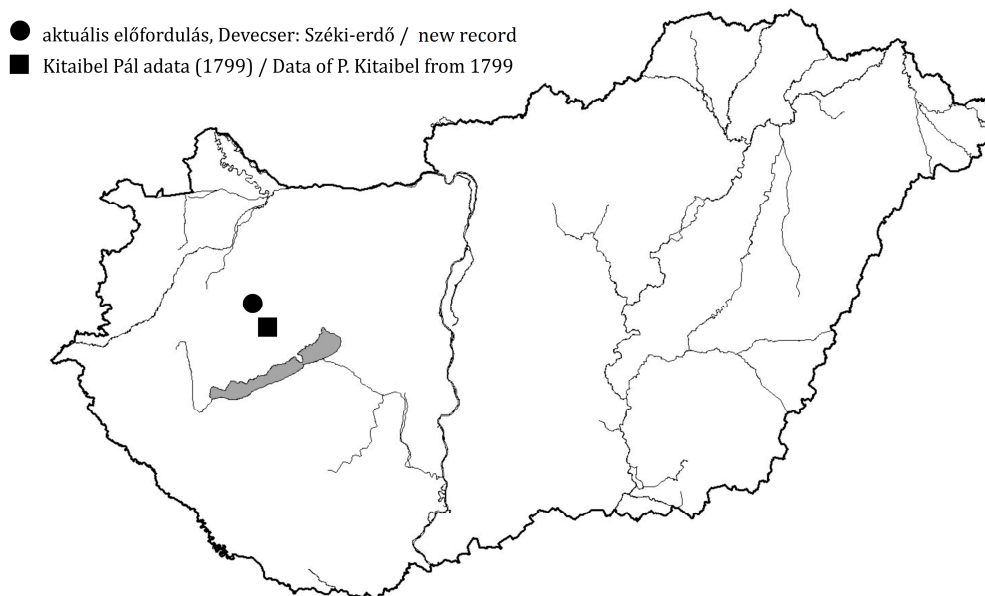 aktuális előfordulás, Devecser: Széki-erdő / new record
Kitaibel Pál adata (1799) / Data of P. Kitaibel from 1799